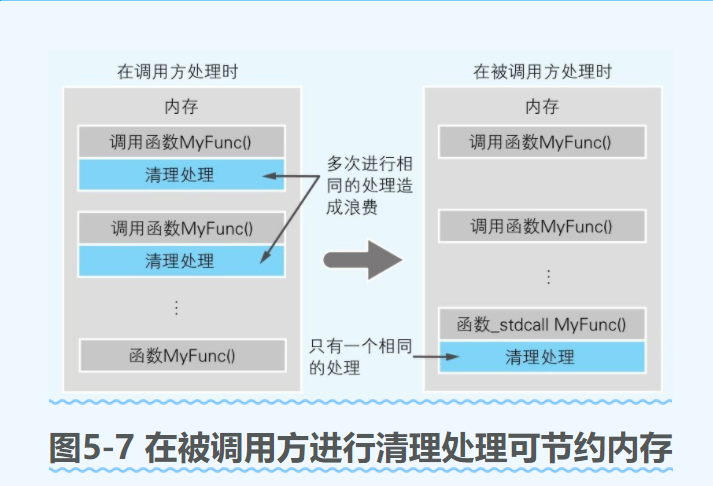 在调用方处理时
内存
调用函数MyFunc()
清理处理
调用函数MyFunc()
清理处理
⋮
函数MyFunc()
多次进行相
同的处理造
成浪费
只有一个相同
的处理
在被调用方处理时
内存
调用函数MyFunc()
调用函数MyFunc()
⋮
函数_stdcall MyFunc()
清理处理
图5-7 在被调用方进行清理处理可节约内存